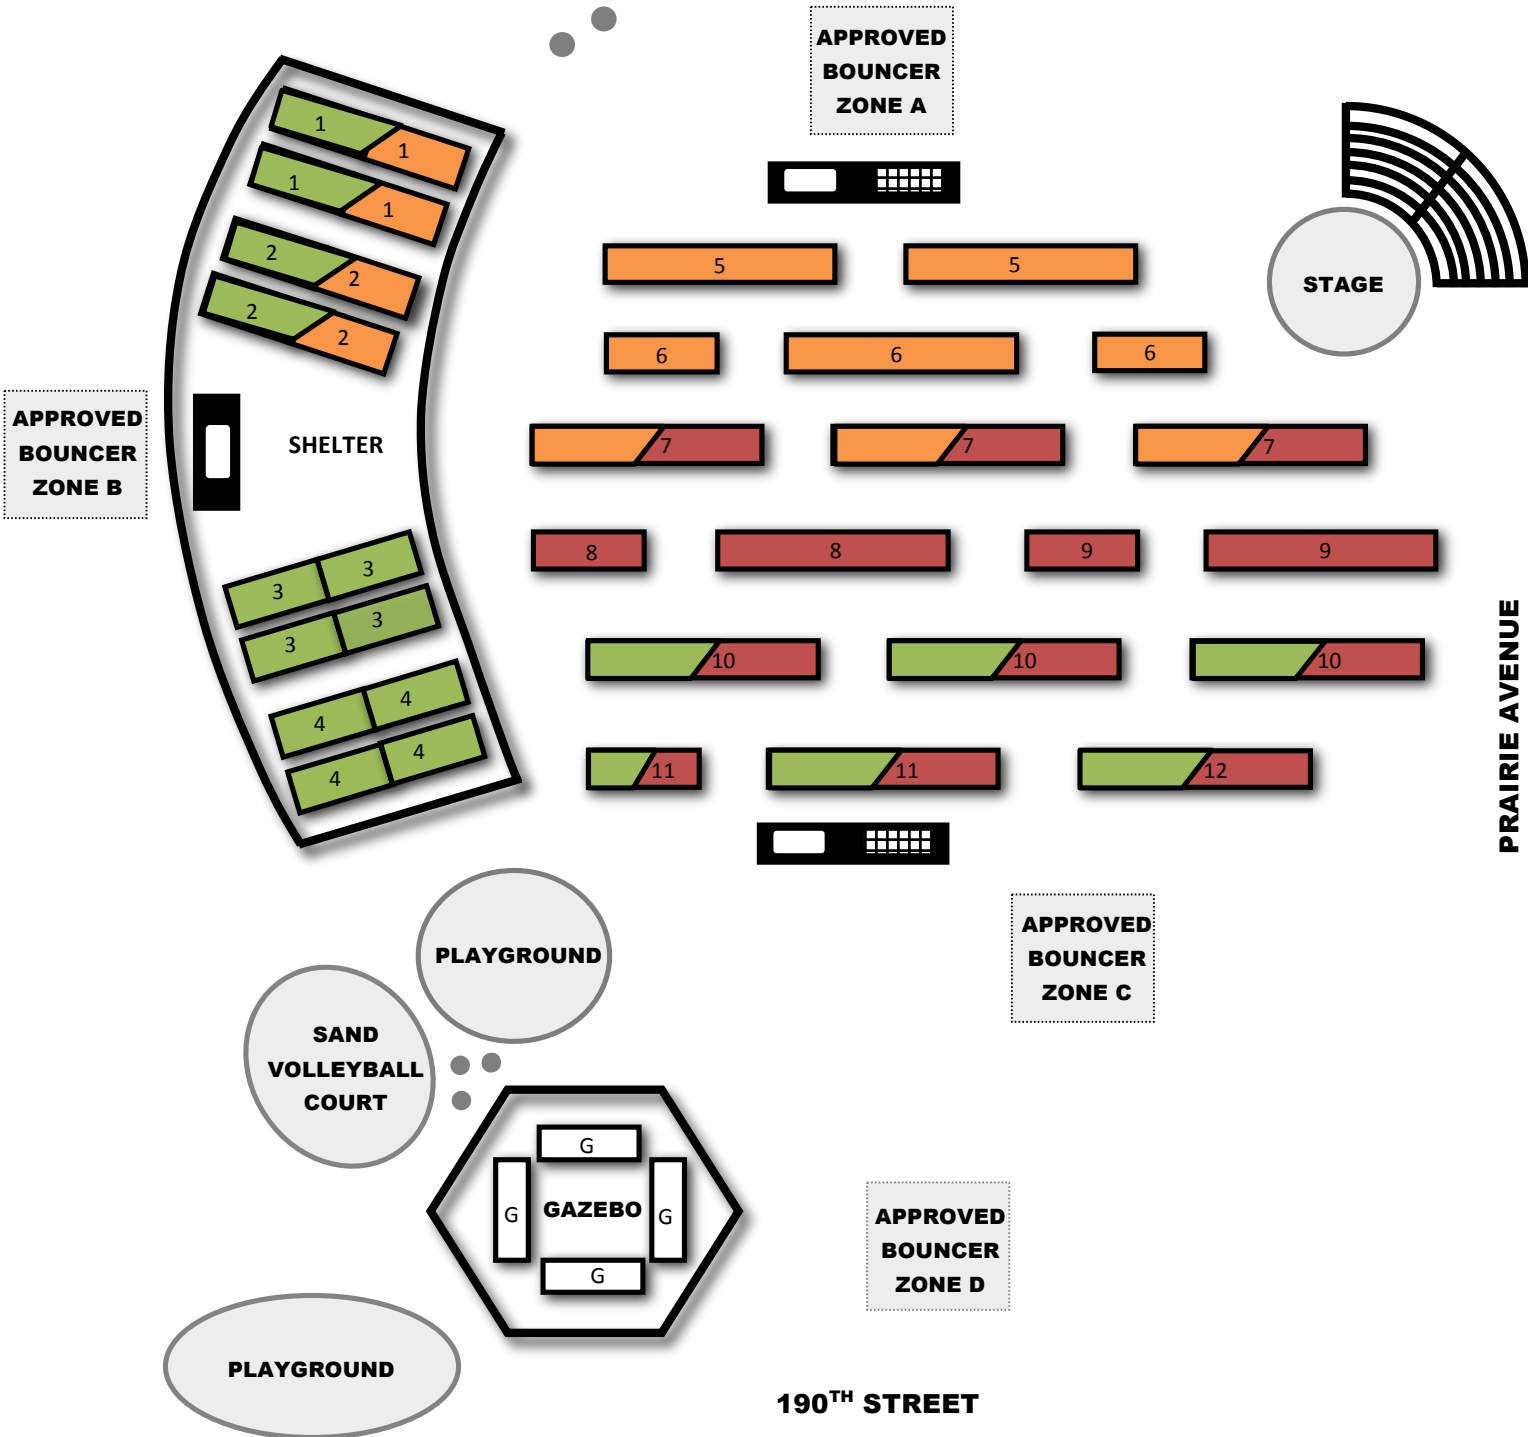 APPROVED
BOUNCER
ZONE A
1
1
1
1
2
2
2
2
5
5
STAGE
6
6
6
APPROVED
BOUNCER
ZONE B
SHELTER
7
7
7
8
8
9
9
3
3
3
3
10
10
10
4
4
4
4
11
11
12
PRAIRIE AVENUE
PLAYGROUND
APPROVED
BOUNCER
ZONE C
SAND
VOLLEYBALL
COURT
G
G
GAZEBO
G
G
APPROVED
BOUNCER
ZONE D
PLAYGROUND
190TH STREET